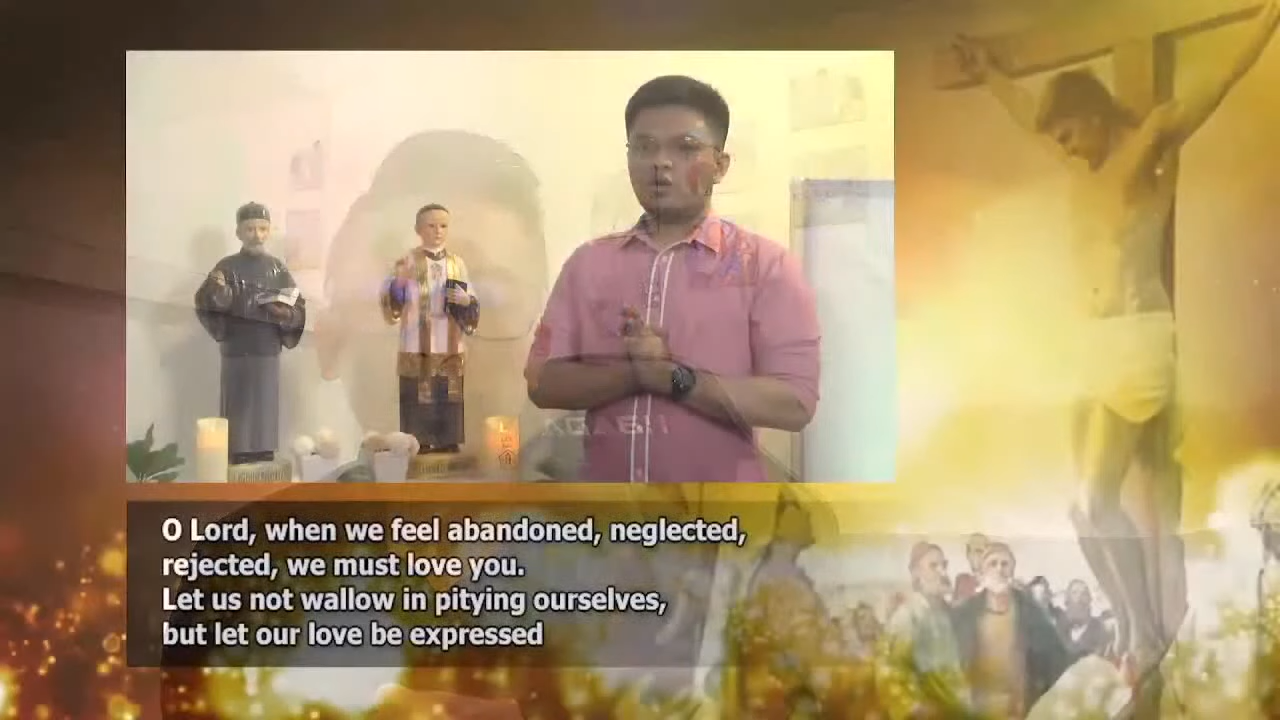 O Lord, when we feel abandoned, neglected,
rejected, we must love you.
Let us not wallow in pitying ourselves,
but let our love be expressed